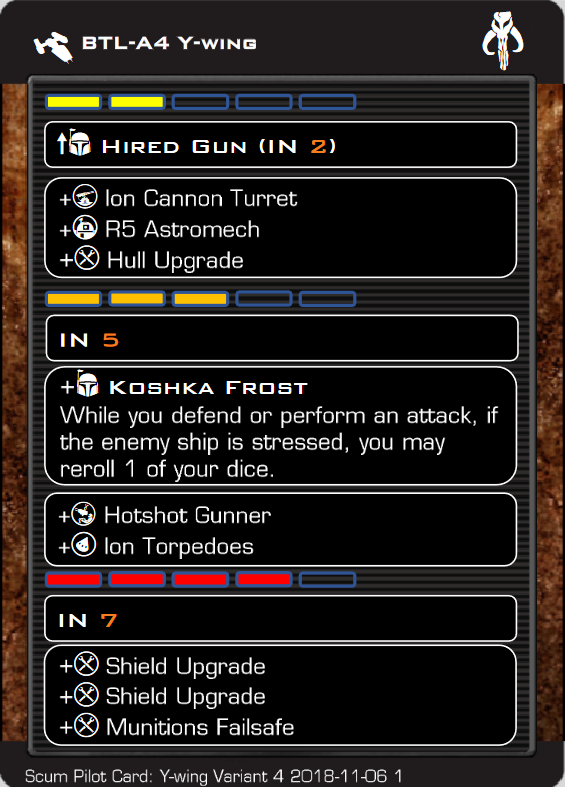 BTL-A4 Y-wing
Hired Gun (IN 2)
+ Ion Cannon Turret
+ R5 Astromech
+ Hull Upgrade
IN 5
+ Koshka Frost
While you defend or perform an attack, if
the enemy ship is stressed, you may
reroll 1 of your dice.
+ Hotshot Gunner
+ Ion Torpedoes
IN 7
+ Shield Upgrade
+ Shield Upgrade
+ Munitions Failsafe
Scum Pilot Card: Y-wing Variant 4 2018-11-06 1